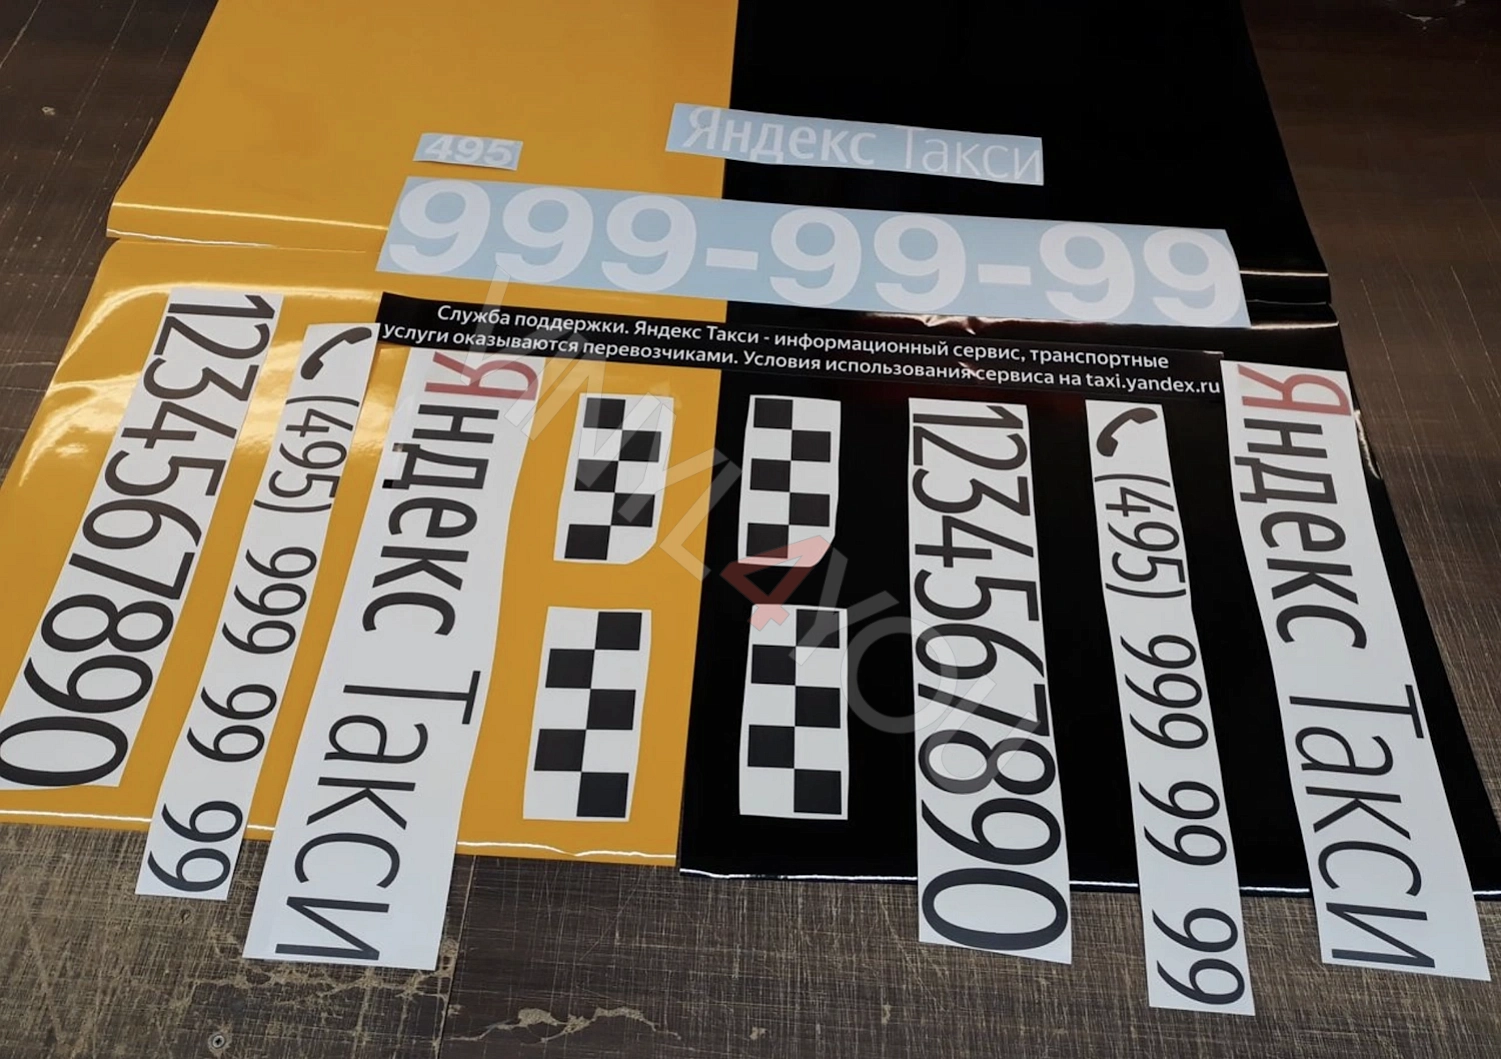 Яндекс Такси
495
999-99-99
Служба поддержки. Яндекс Такси - информационный сервис, транспортные
услуги оказываются перевозчиками. Условия использования сервиса на taxi.yandex.ru
1234567890
(495) 999 99 99
Яндекс Такси
1234567890
(495) 999 99 99
Яндекс Такси
VINYL4YOU